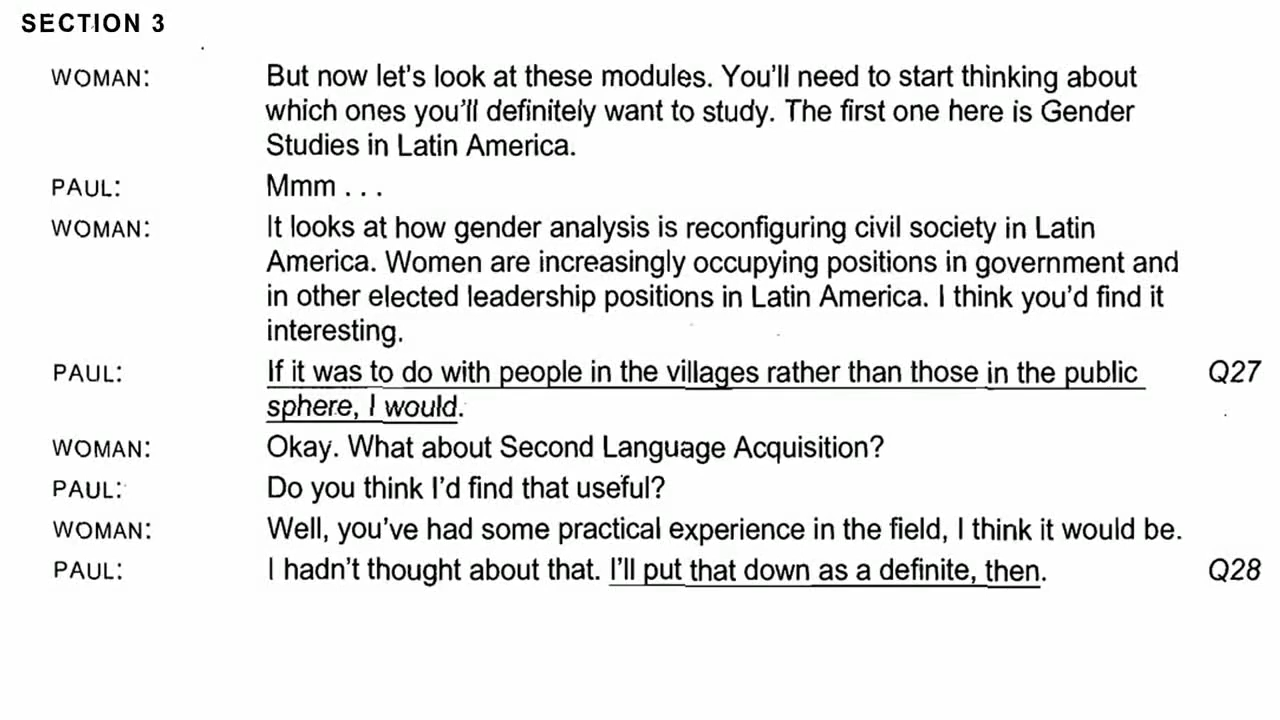 SECTION 3
WOMAN: But now let's look at these modules. You'll need to start thinking about
which ones you'll definitely want to study. The first one here is Gender
Studies in Latin America.
PAUL: Mmm . . .
WOMAN: It looks at how gender analysis is reconfiguring civil society in Latin
America. Women are increasingly occupying positions in government and
in other elected leadership positions in Latin America. I think you'd find it
interesting.
PAUL: If it was to do with people in the villages rather than those in the public Q27
sphere, I would.
WOMAN: Okay. What about Second Language Acquisition?
PAUL: Do you think I'd find that useful?
WOMAN: Well, you've had some practical experience in the field, I think it would be.
PAUL: I hadn't thought about that. I'll put that down as a definite, then. Q28